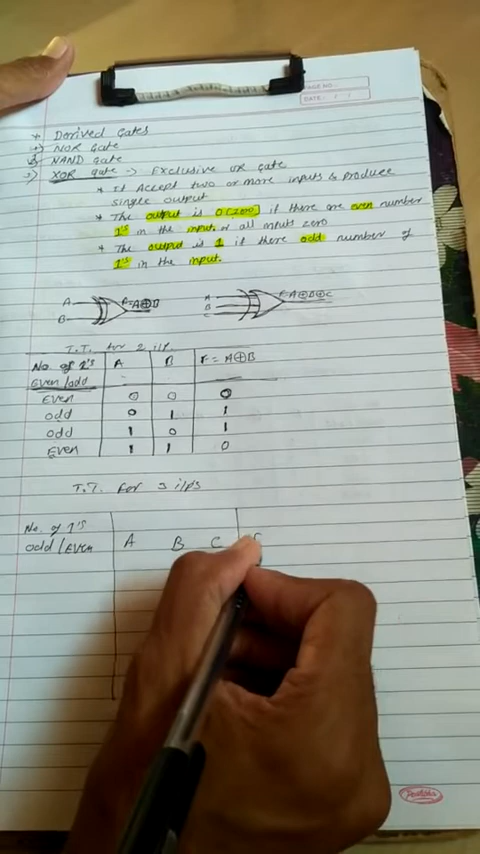 PAGE NO.
DATE: / /
* Derived Gates
1) NOR Gate
2) NAND Gate
3) XOR Gate -> Exclusive OR Gate
* It Accept two or more inputs & produce
single output
* The output is 0 (zero) if there are even number
1's in the input or all inputs zero
* The output is 1 if there odd number of
1's in the input.
A B F=A⊕B
A B C F=A⊕B⊕C
T.T. for 2 i/p
No. of 1's A B F = A⊕B
Even/odd
Even 0 0 0
odd 0 1 1
odd 1 0 1
Even 1 1 0
T.T. For 3 i/ps
No. of 1's
odd/Even A B C